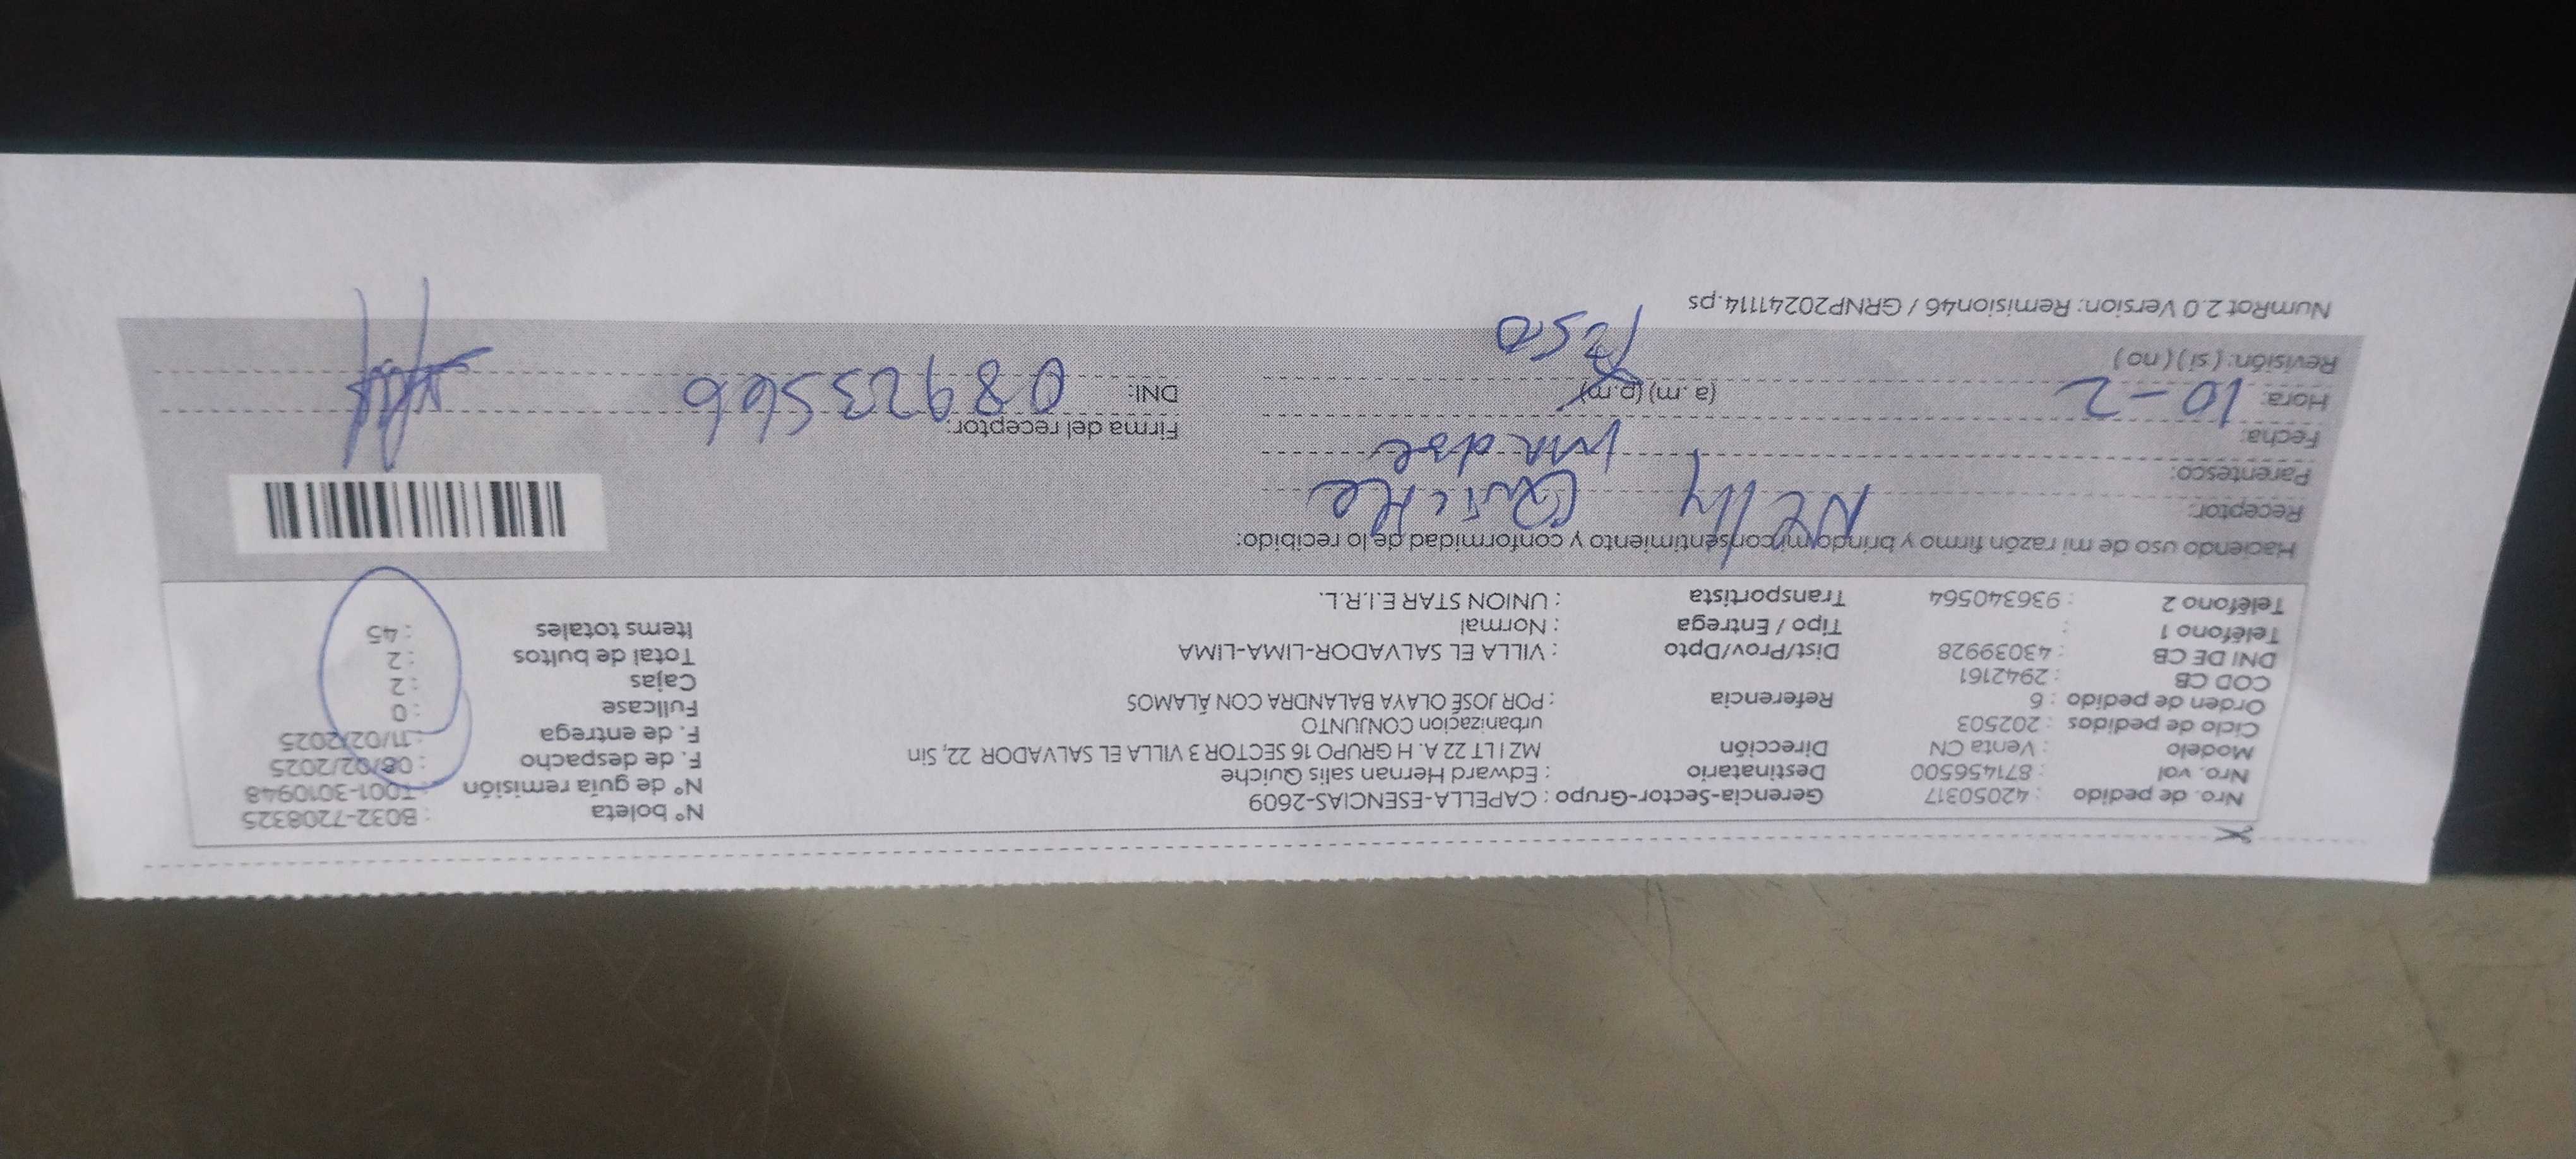 Nro. de pedido : 42050317 Gerencia-Sector-Grupo : CAPELLA-ESENCIAS-2609 N° boleta : B032-7208325
Nro. vol : 871456500 Destinatario : Edward Hernan salis Quiche N° de guía remisión : T001-3010948
Modelo : Venta CN Dirección : MZ I LT 22 A. H GRUPO 16 SECTOR 3 VILLA EL SALVADOR 22, Sin F. de despacho : 08/02/2025
Ciclo de pedidos : 202503 urbanizacion CONJUNTO F. de entrega : 11/02/2025
Orden de pedido : 6 Referencia : POR JOSÉ OLAYA BALANDRA CON ÁLAMOS Fullcase : 0
COD CB : 2942161 Cajas : 2
DNI DE CB : 43039928 Dist/Prov/Dpto : VILLA EL SALVADOR-LIMA-LIMA Total de bultos : 2
Teléfono 1 : Tipo / Entrega : Normal Items totales : 45
Teléfono 2 : 936340564 Transportista : UNION STAR E.I.R.L.
Haciendo uso de mi razón firmo y brindo mi consentimiento y conformidad de lo recibido:
Receptor: Nelly Quiche
Parentesco: madre
Fecha: 10-2 Firma del receptor:
Hora: (a.m) (p.m) DNI: 08923566
Revisión: ( si ) ( no )
NumRot 2.0 Version: Remision46 / GRNP20241114.ps